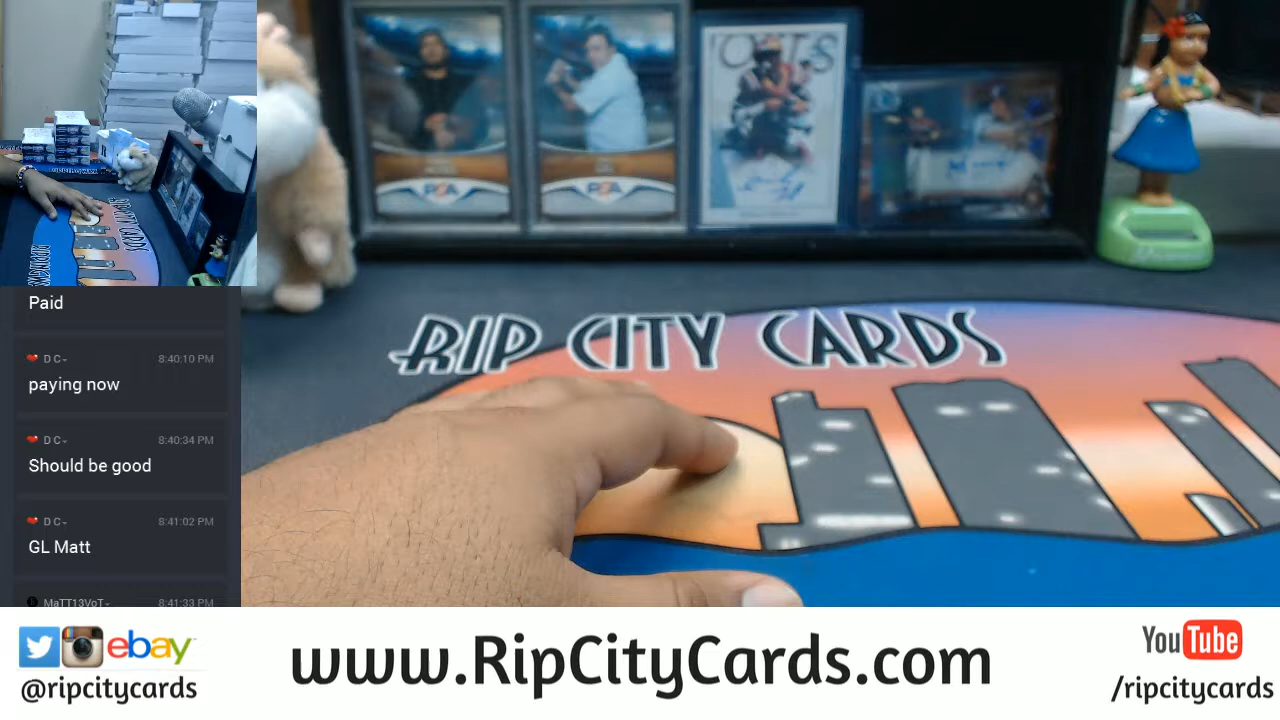 Paid
D C
8:40:10 PM
paying now
D C
8:40:34 PM
Should be good
D C
8:41:02 PM
GL Matt
MaTT13VoT
8:41:33 PM
RIP CITY CARDS
PSA
PSA
ebay
@ripcitycards
www.RipCityCards.com
YouTube
/ripcitycards